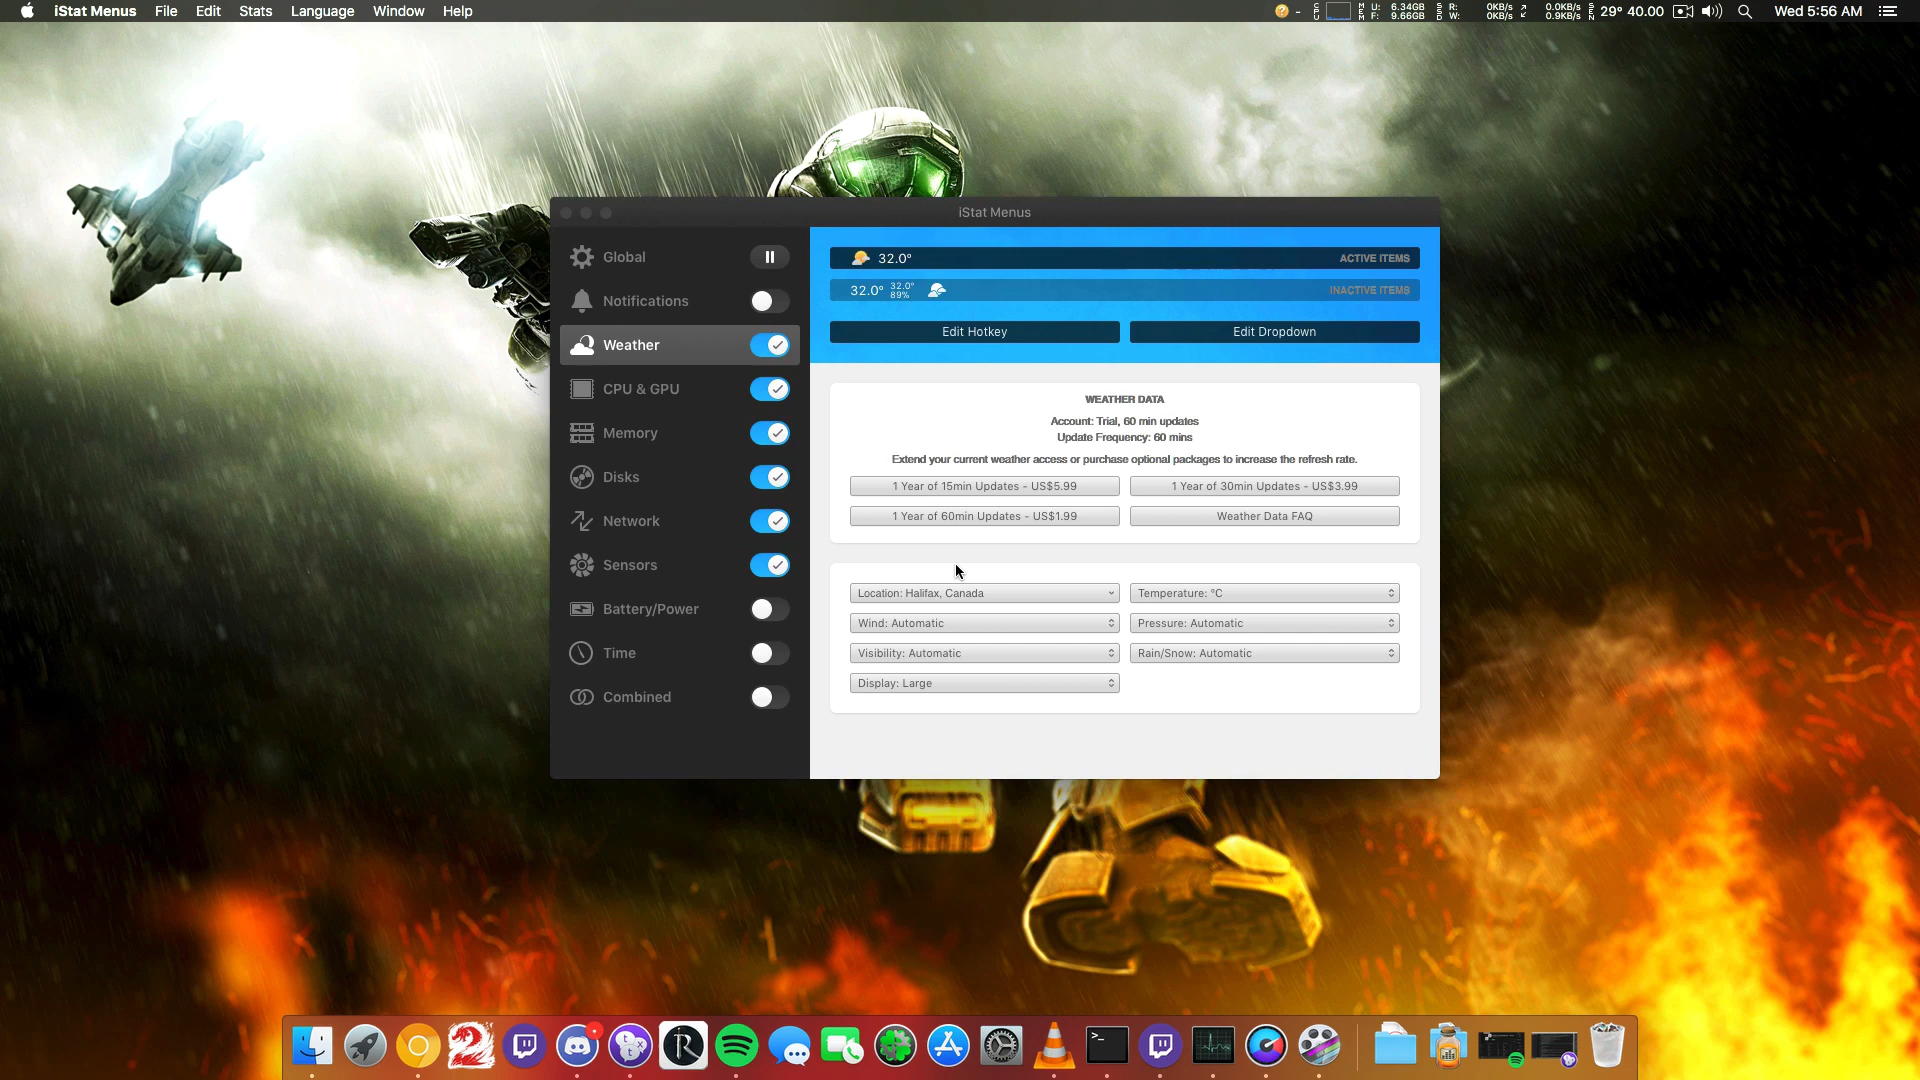 iStat Menus File Edit Stats Language Window Help
- CPU MEM U: 6.34GB F: 9.66GB SSD R: 0KB/s W: 0KB/s 0.0KB/s 0.9KB/s SEN 29° 40.00 Wed 5:56 AM
iStat Menus
Global
Notifications
Weather
CPU & GPU
Memory
Disks
Network
Sensors
Battery/Power
Time
Combined
32.0° ACTIVE ITEMS
32.0° 32.0° 89% INACTIVE ITEMS
Edit Hotkey Edit Dropdown
WEATHER DATA
Account: Trial, 60 min updates
Update Frequency: 60 mins
Extend your current weather access or purchase optional packages to increase the refresh rate.
1 Year of 15min Updates - US$5.99 1 Year of 30min Updates - US$3.99
1 Year of 60min Updates - US$1.99 Weather Data FAQ
Location: Halifax, Canada Temperature: °C
Wind: Automatic Pressure: Automatic
Visibility: Automatic Rain/Snow: Automatic
Display: Large